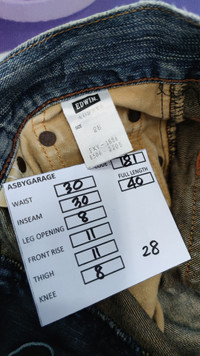 EDWIN
28
181
ASBYGARAGE
FULL LENGTH
30
40
WAIST
30
INSEAM
8
LEG OPENING
11
FRONT RISE
11
THIGH
8
KNEE
28